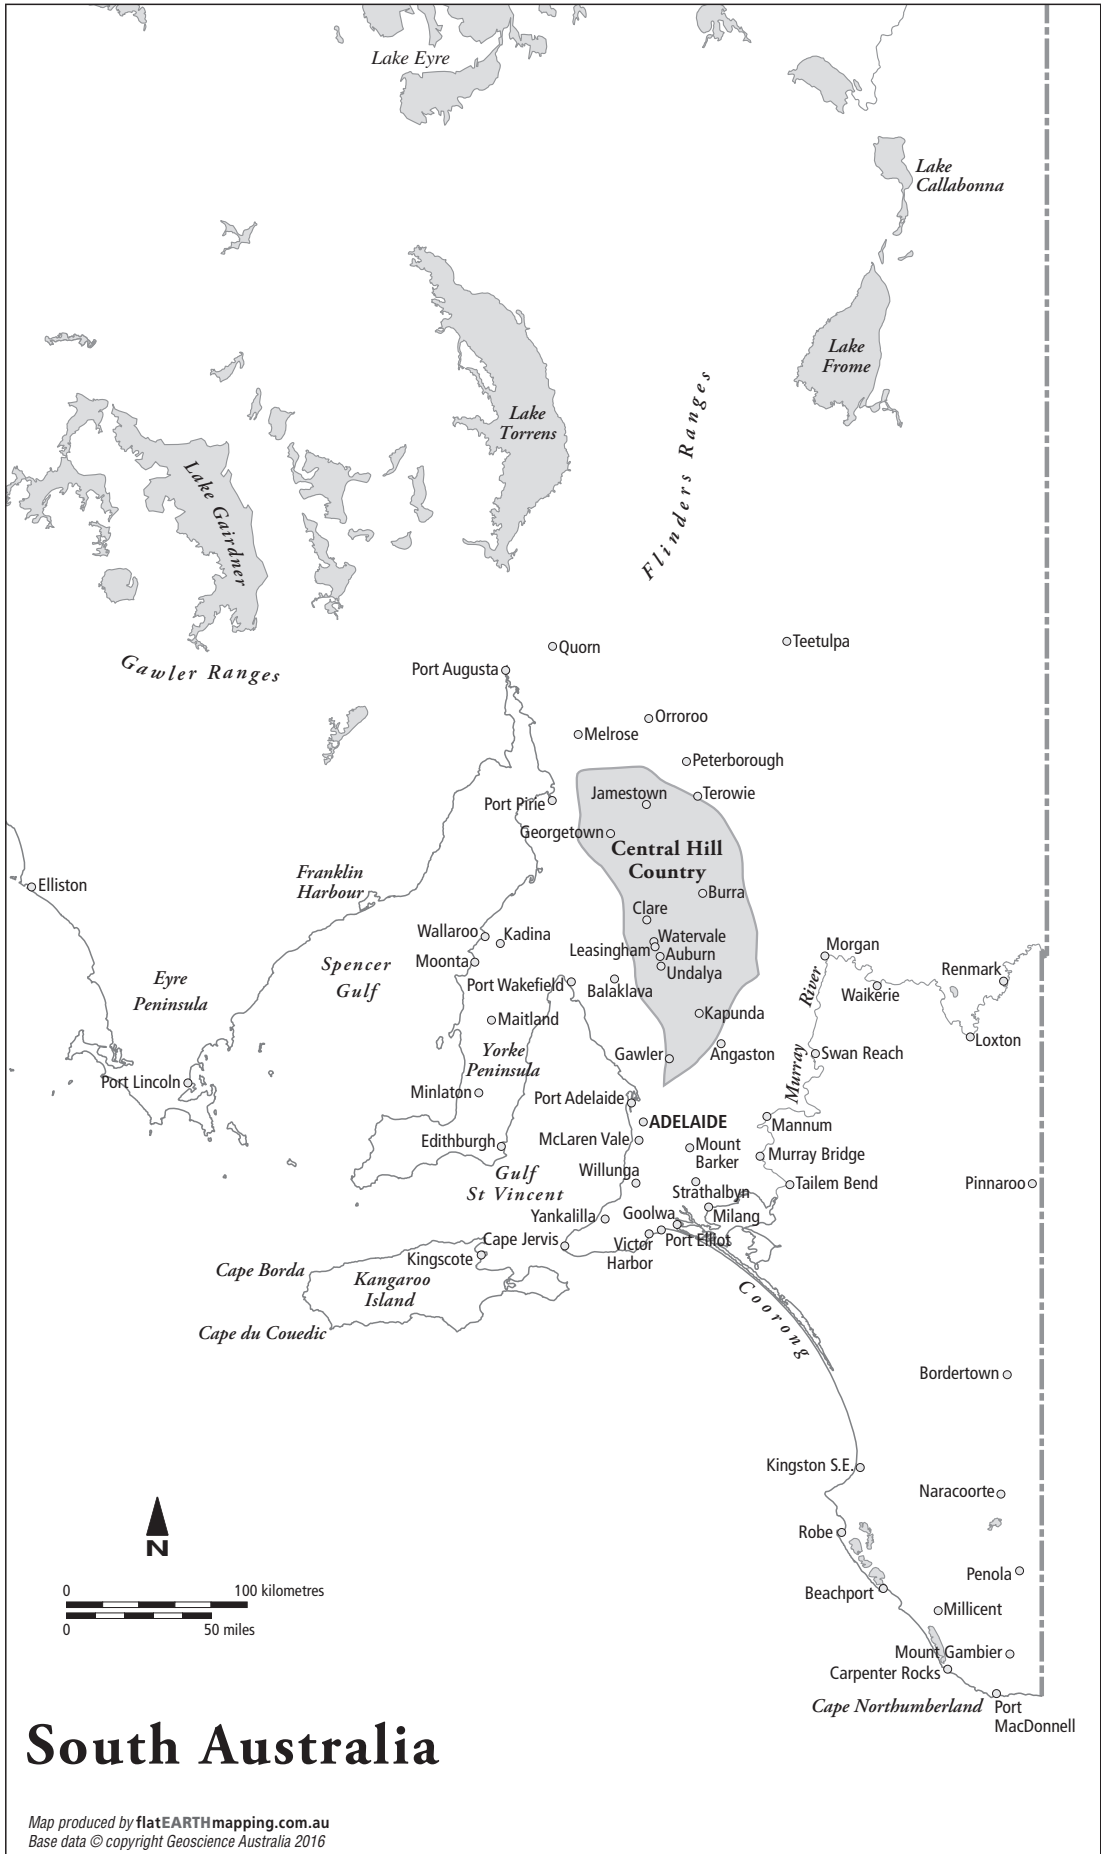 Lake Eyre
Lake
Callabonna
Lake
Frome
Lake
Torrens
Flinders Ranges
Lake Gairdner
Gawler Ranges
Quorn
Teetulpa
Port Augusta
Orroroo
Melrose
Peterborough
Jamestown
Terowie
Port Pirie
Georgetown
Central Hill
Country
Elliston
Franklin
Harbour
Burra
Clare
Wallaroo
Kadina
Watervale
Leasingham
Auburn
Undalya
Morgan
Moonta
Spencer
Gulf
Eyre
Peninsula
Port Wakefield
Balaklava
River
Murray
Waikerie
Renmark
Maitland
Kapunda
Loxton
Yorke
Peninsula
Gawler
Angaston
Swan Reach
Port Lincoln
Minlaton
Port Adelaide
ADELAIDE
Mannum
Edithburgh
McLaren Vale
Mount
Barker
Murray Bridge
Gulf
St Vincent
Willunga
Strathalbyn
Tailem Bend
Pinnaroo
Yankalilla
Goolwa
Milang
Cape Jervis
Victor
Harbor
Port Elliot
Kingscote
Cape Borda
Kangaroo
Island
Cape du Couedic
Coorong
Bordertown
Kingston S.E.
Naracoorte
Robe
Penola
Beachport
Millicent
Mount Gambier
Carpenter Rocks
Cape Northumberland
Port
MacDonnell
N
0 100 kilometres
0 50 miles
South Australia
Map produced by flatEARTHmapping.com.au
Base data © copyright Geoscience Australia 2016